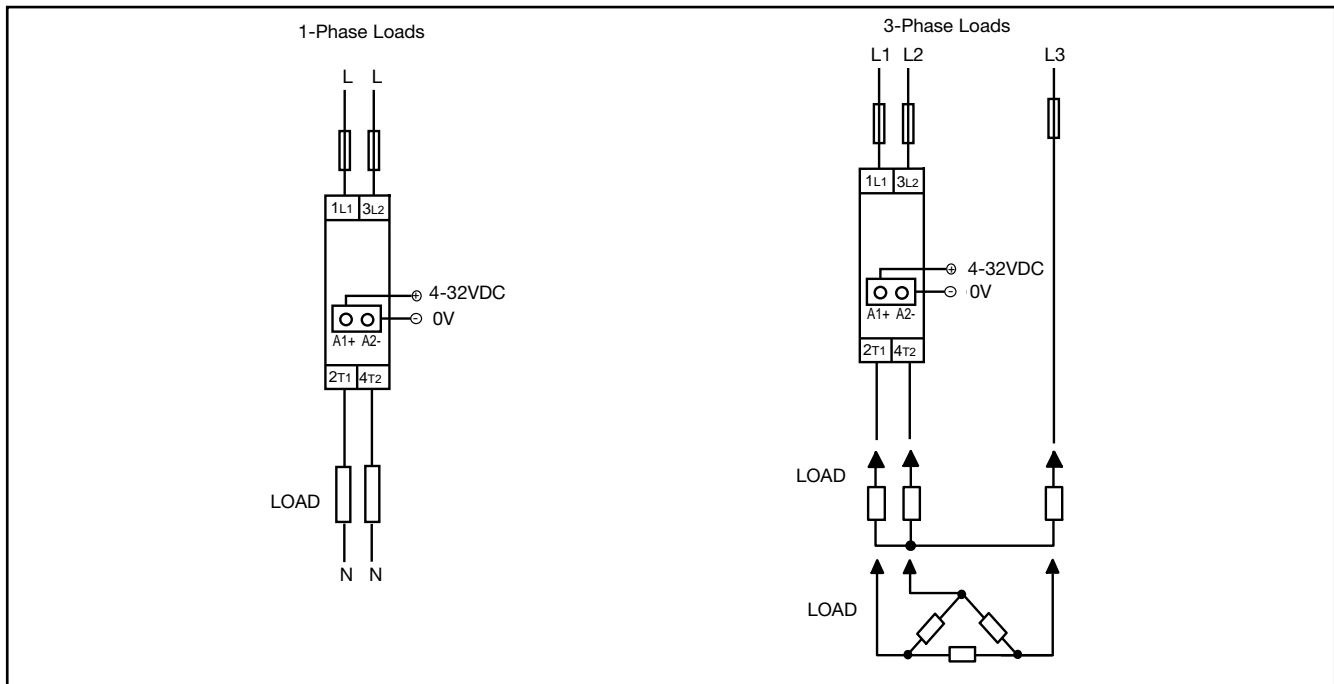 1-Phase Loads
L L
1L1 3L2
4-32VDC
0V
A1+ A2-
2T1 4T2
LOAD
N N
3-Phase Loads
L1 L2 L3
1L1 3L2
4-32VDC
0V
A1+ A2-
2T1 4T2
LOAD
LOAD